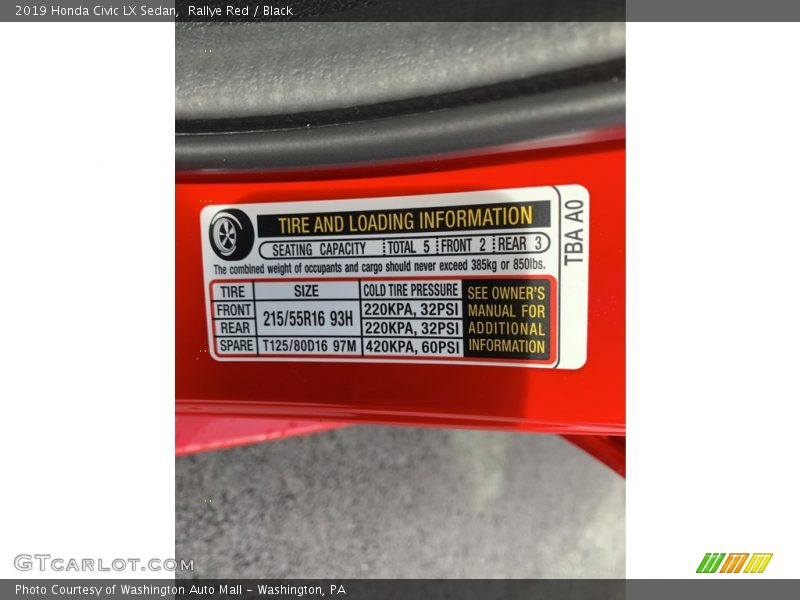 2019 Honda Civic LX Sedan,  Rallye Red / Black
TIRE AND LOADING INFORMATION
SEATING CAPACITY TOTAL 5 FRONT 2 REAR 3
The combined weight of occupants and cargo should never exceed 385kg or 850lbs.
TIRE SIZE COLD TIRE PRESSURE
FRONT 215/55R16 93H 220KPA, 32PSI
REAR 220KPA, 32PSI
SPARE T125/80D16 97M 420KPA, 60PSI
SEE OWNER'S
MANUAL FOR
ADDITIONAL
INFORMATION
TBA A0
GTCARLOT.COM
Photo Courtesy of Washington Auto Mall – Washington, PA